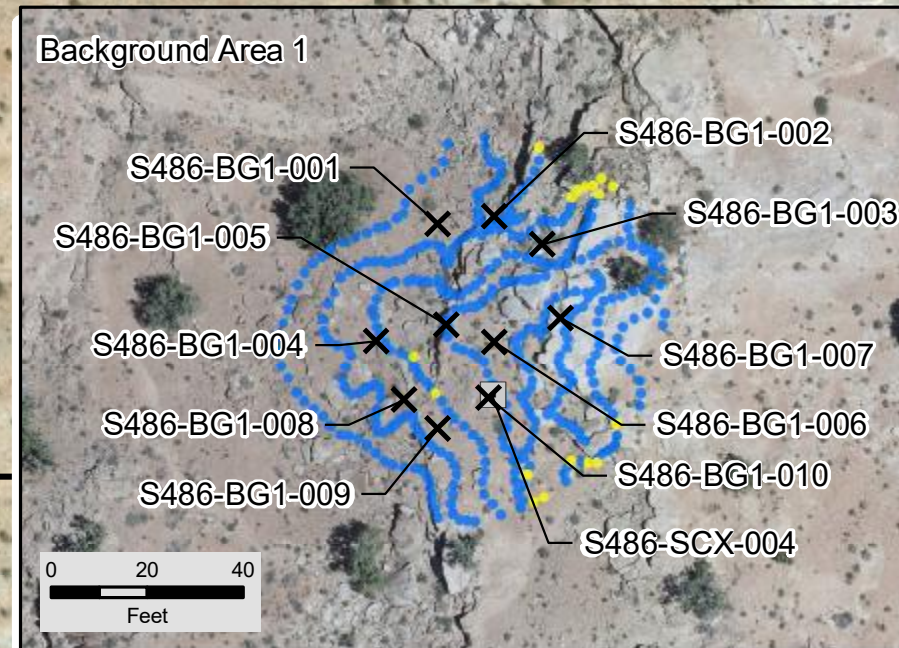 Background Area 1
S486-BG1-002
S486-BG1-001
S486-BG1-003
S486-BG1-005
S486-BG1-004
S486-BG1-007
S486-BG1-008
S486-BG1-006
S486-BG1-010
S486-BG1-009
S486-SCX-004
0 20 40
Feet